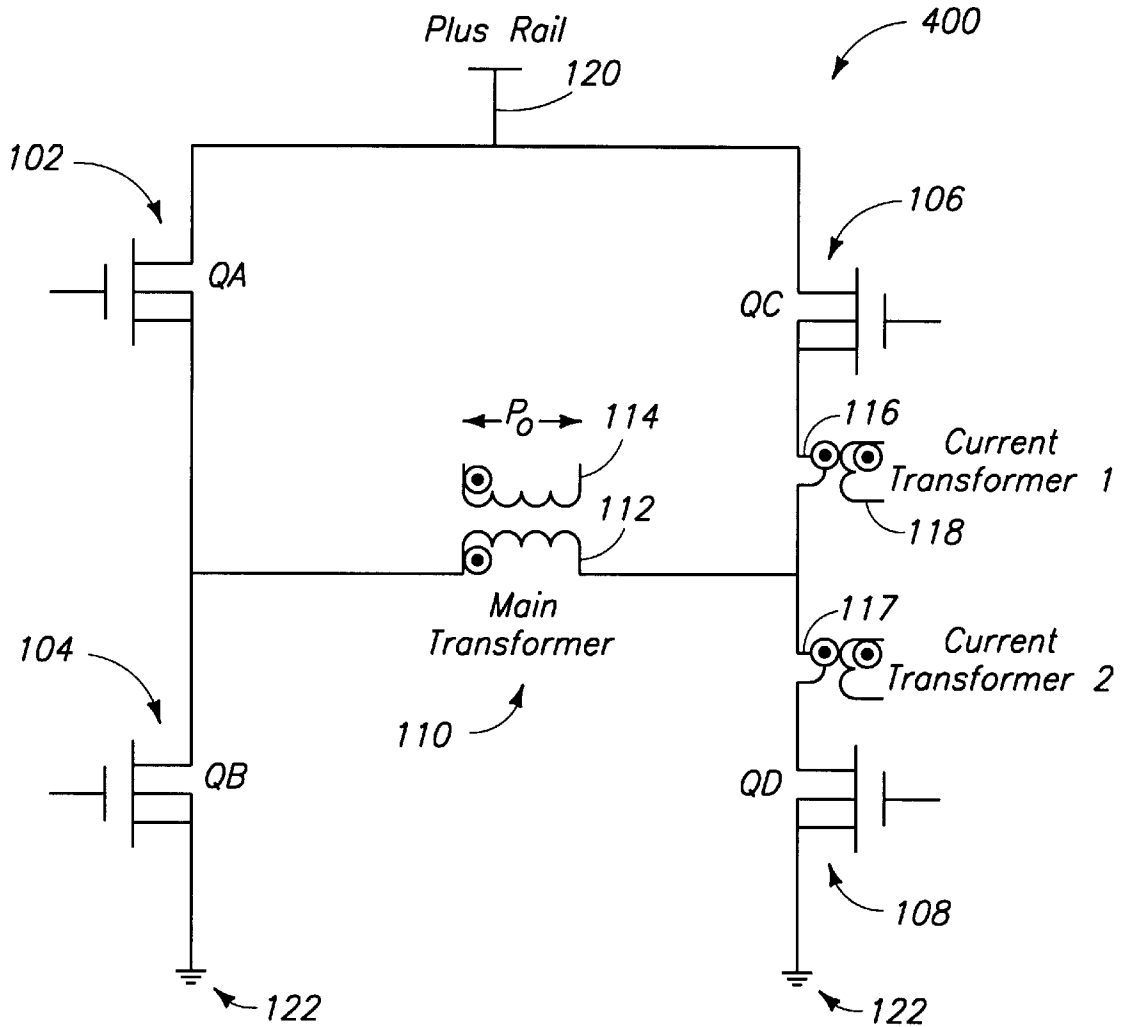 Plus Rail
400
120
102
106
QA
QC
P₀
114
116
Current
Transformer 1
112
118
Main
Transformer
117
Current
Transformer 2
104
110
QB
QD
108
122
122